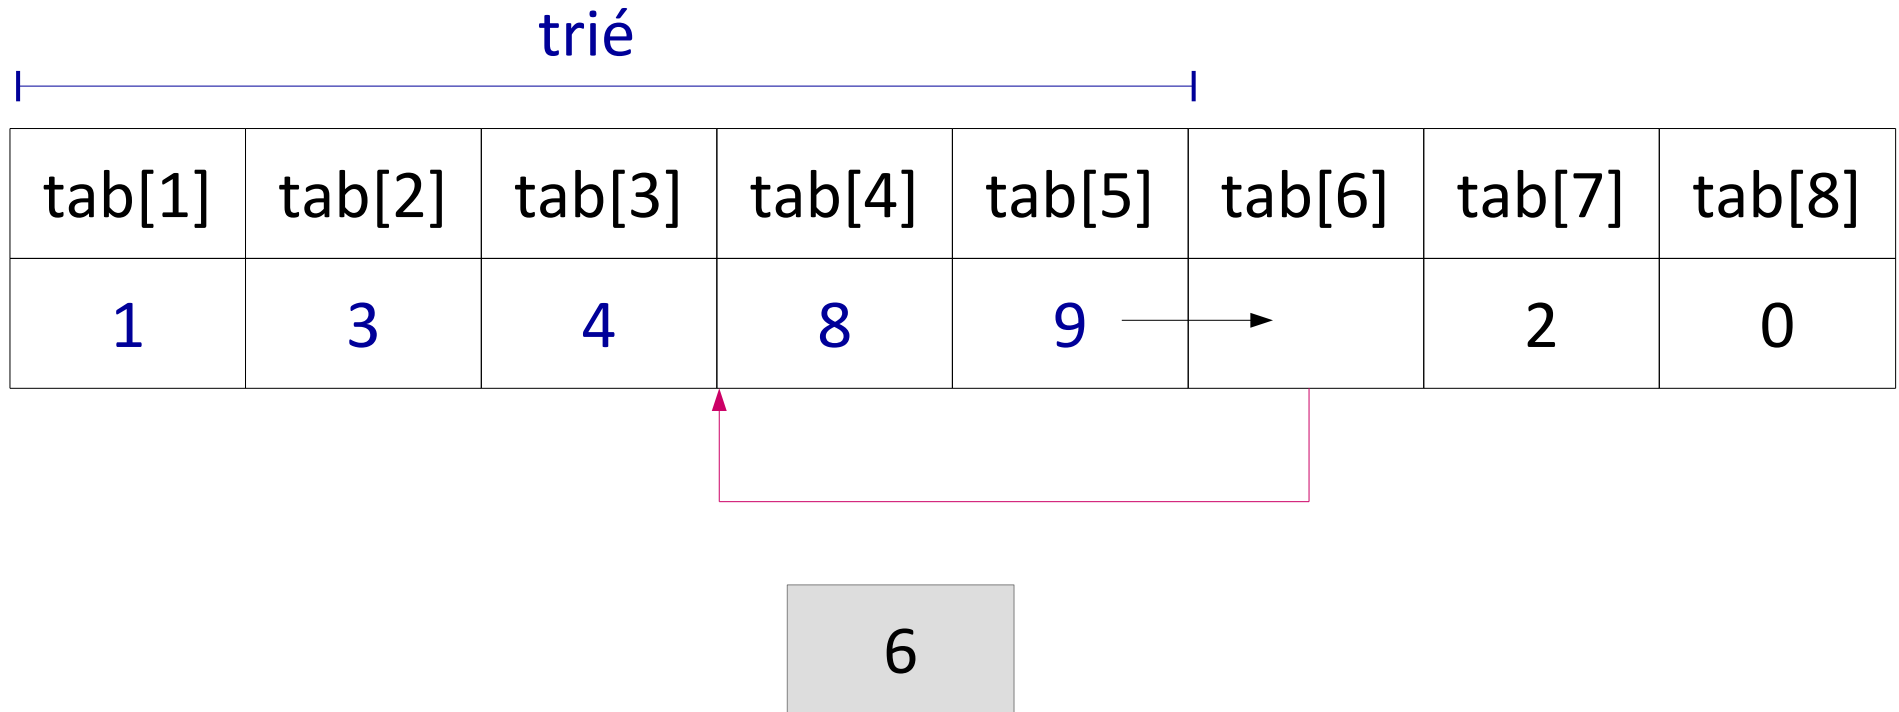 trié
tab[1] tab[2] tab[3] tab[4] tab[5] tab[6] tab[7] tab[8]
1 3 4 8 9 2 0
6